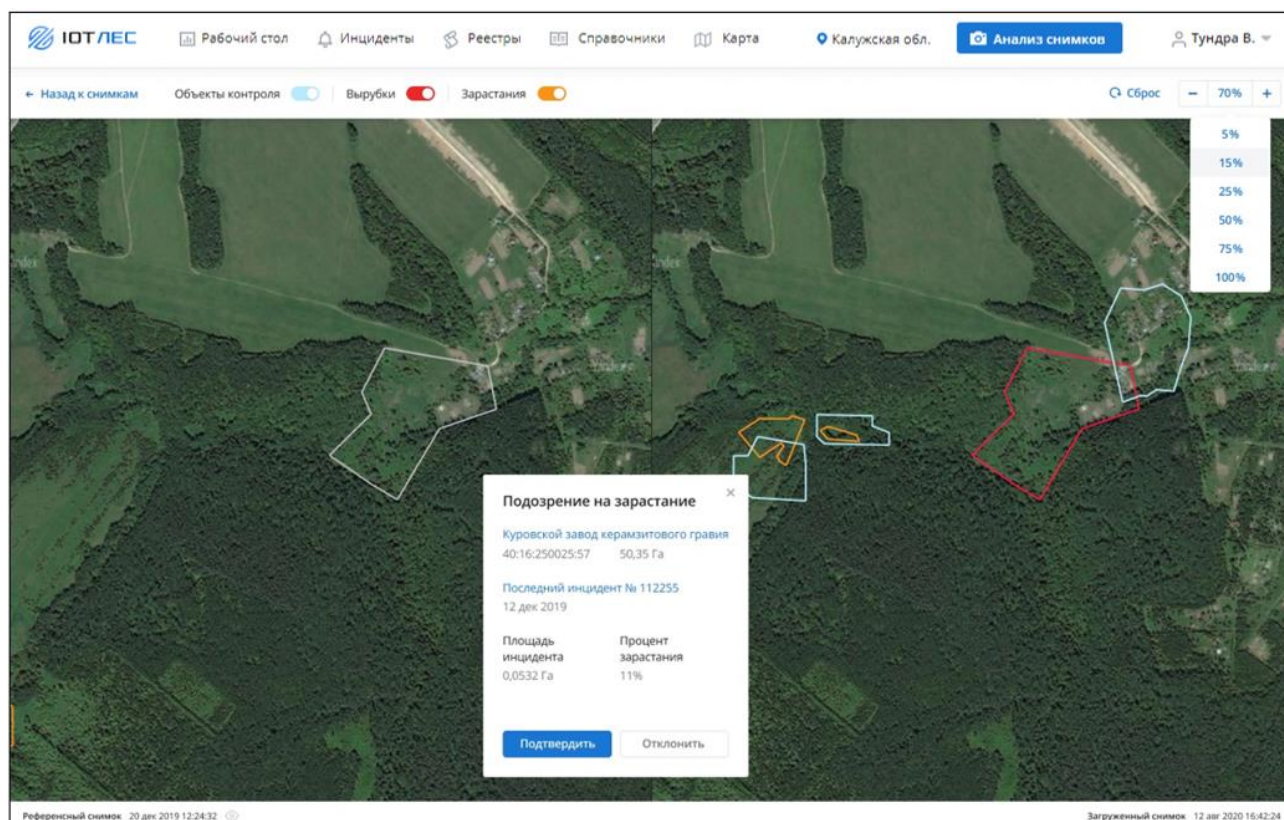 IOT ЛЕС Рабочий стол Инциденты Реестры Справочники Карта Калужская обл. Анализ снимков Тундра В.
← Назад к снимкам Объекты контроля Вырубки Зарастания Сброс − 70% +
5%
15%
25%
50%
75%
100%
Подозрение на зарастание ×
Куровской завод керамзитового гравия
40:16:250025:57 50,35 Га
Последний инцидент № 112255
12 дек 2019
Площадь Процент
инцидента зарастания
0,0532 Га 11%
Подтвердить Отклонить
Референсный снимок 20 дек 2019 12:24:32 Загруженный снимок 12 авг 2020 16:42:24